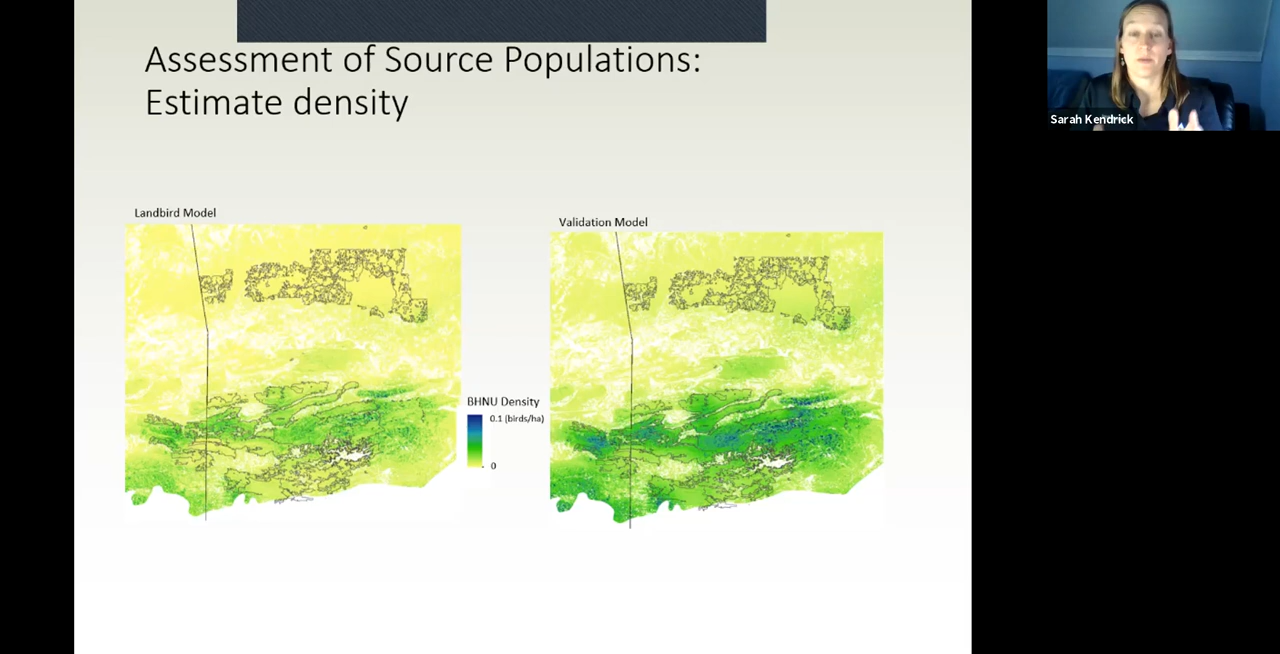 Assessment of Source Populations:
Estimate density
Landbird Model
Validation Model
BHNU Density
0.1 (birds/ha)
0
Sarah Kendrick